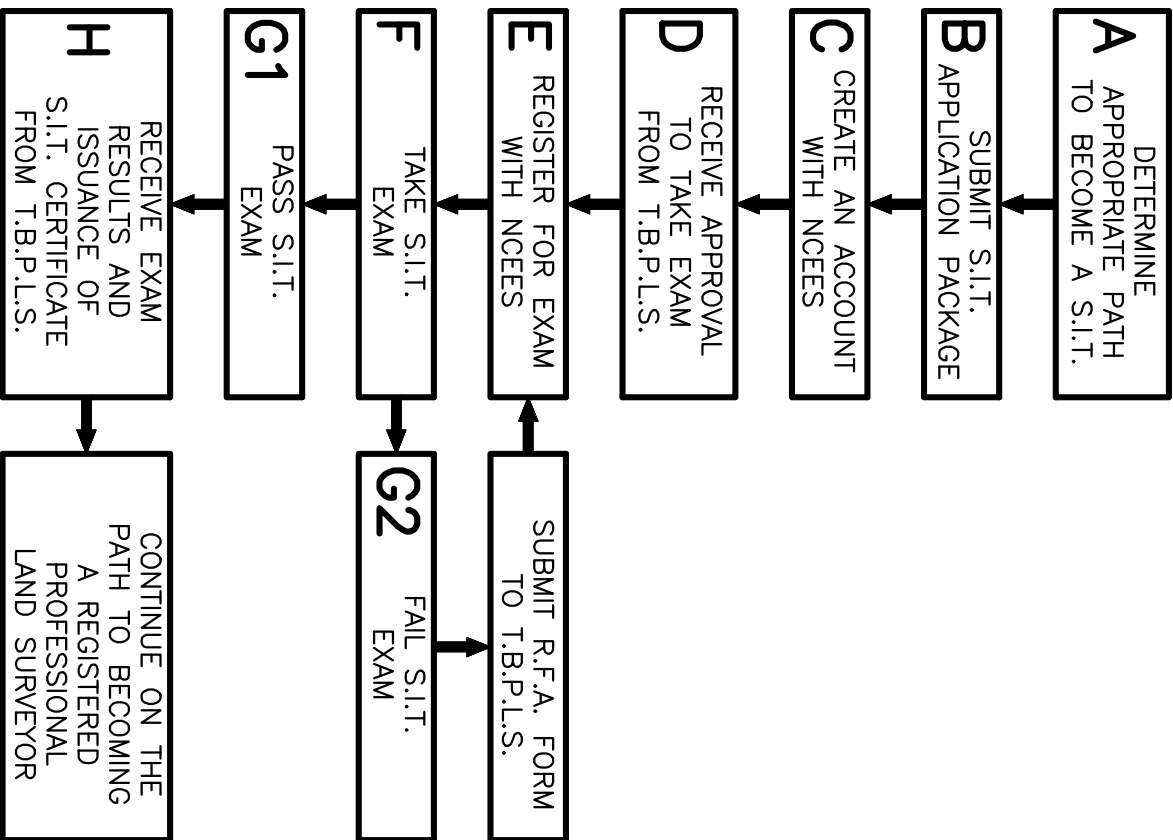 A
DETERMINE
APPROPRIATE PATH
TO BECOME A S.I.T.
B
SUBMIT S.I.T.
APPLICATION PACKAGE
C
CREATE AN ACCOUNT
WITH NCEES
D
RECEIVE APPROVAL
TO TAKE EXAM
FROM T.B.P.L.S.
E
REGISTER FOR EXAM
WITH NCEES
SUBMIT R.F.A. FORM
TO T.B.P.L.S.
F
TAKE S.I.T.
EXAM
G2
FAIL S.I.T.
EXAM
G1
PASS S.I.T.
EXAM
H
RECEIVE EXAM
RESULTS AND
ISSUANCE OF
S.I.T. CERTIFICATE
FROM T.B.P.L.S.
CONTINUE ON THE
PATH TO BECOMING
A REGISTERED
PROFESSIONAL
LAND SURVEYOR